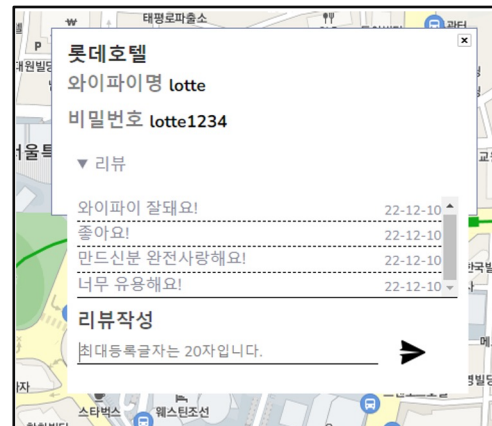 태평로파출소
P
대원빌딩
롯데호텔
와이파이명 lotte
비밀번호 lotte1234
▼ 리뷰
와이파이 잘돼요! 22-12-10
좋아요!
만드신분 완전사랑해요! 22-12-10
너무 유용해요! 22-12-10
리뷰작성
최대등록글자는 20자입니다.
스타벅스
웨스틴조선